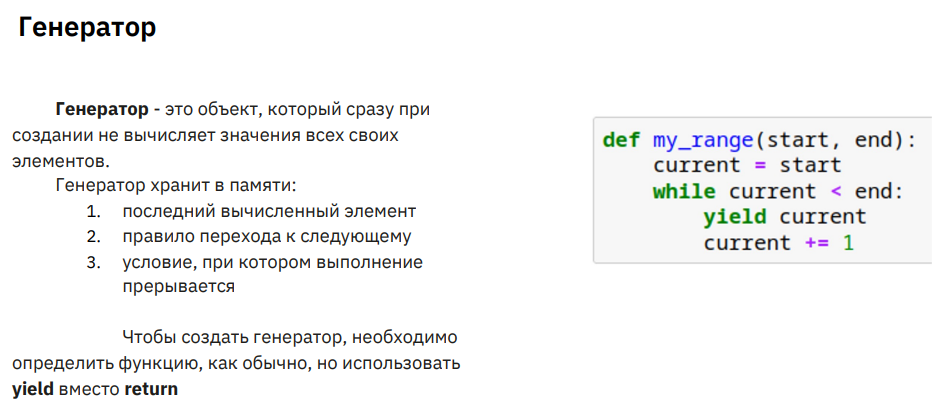 Генератор
Генератор - это объект, который сразу при
создании не вычисляет значения всех своих
элементов.
Генератор хранит в памяти:
1. последний вычисленный элемент
2. правило перехода к следующему
3. условие, при котором выполнение
прерывается
Чтобы создать генератор, необходимо
определить функцию, как обычно, но использовать
yield вместо return
def my_range(start, end):
    current = start
    while current < end:
        yield current
        current += 1